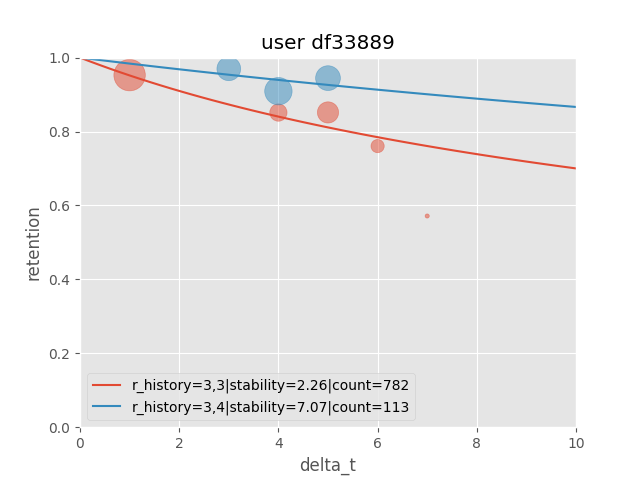 user df33889
1.0
0.8
0.6
0.4
0.2
0.0
retention
r_history=3,3|stability=2.26|count=782
r_history=3,4|stability=7.07|count=113
0 2 4 6 8 10
delta_t